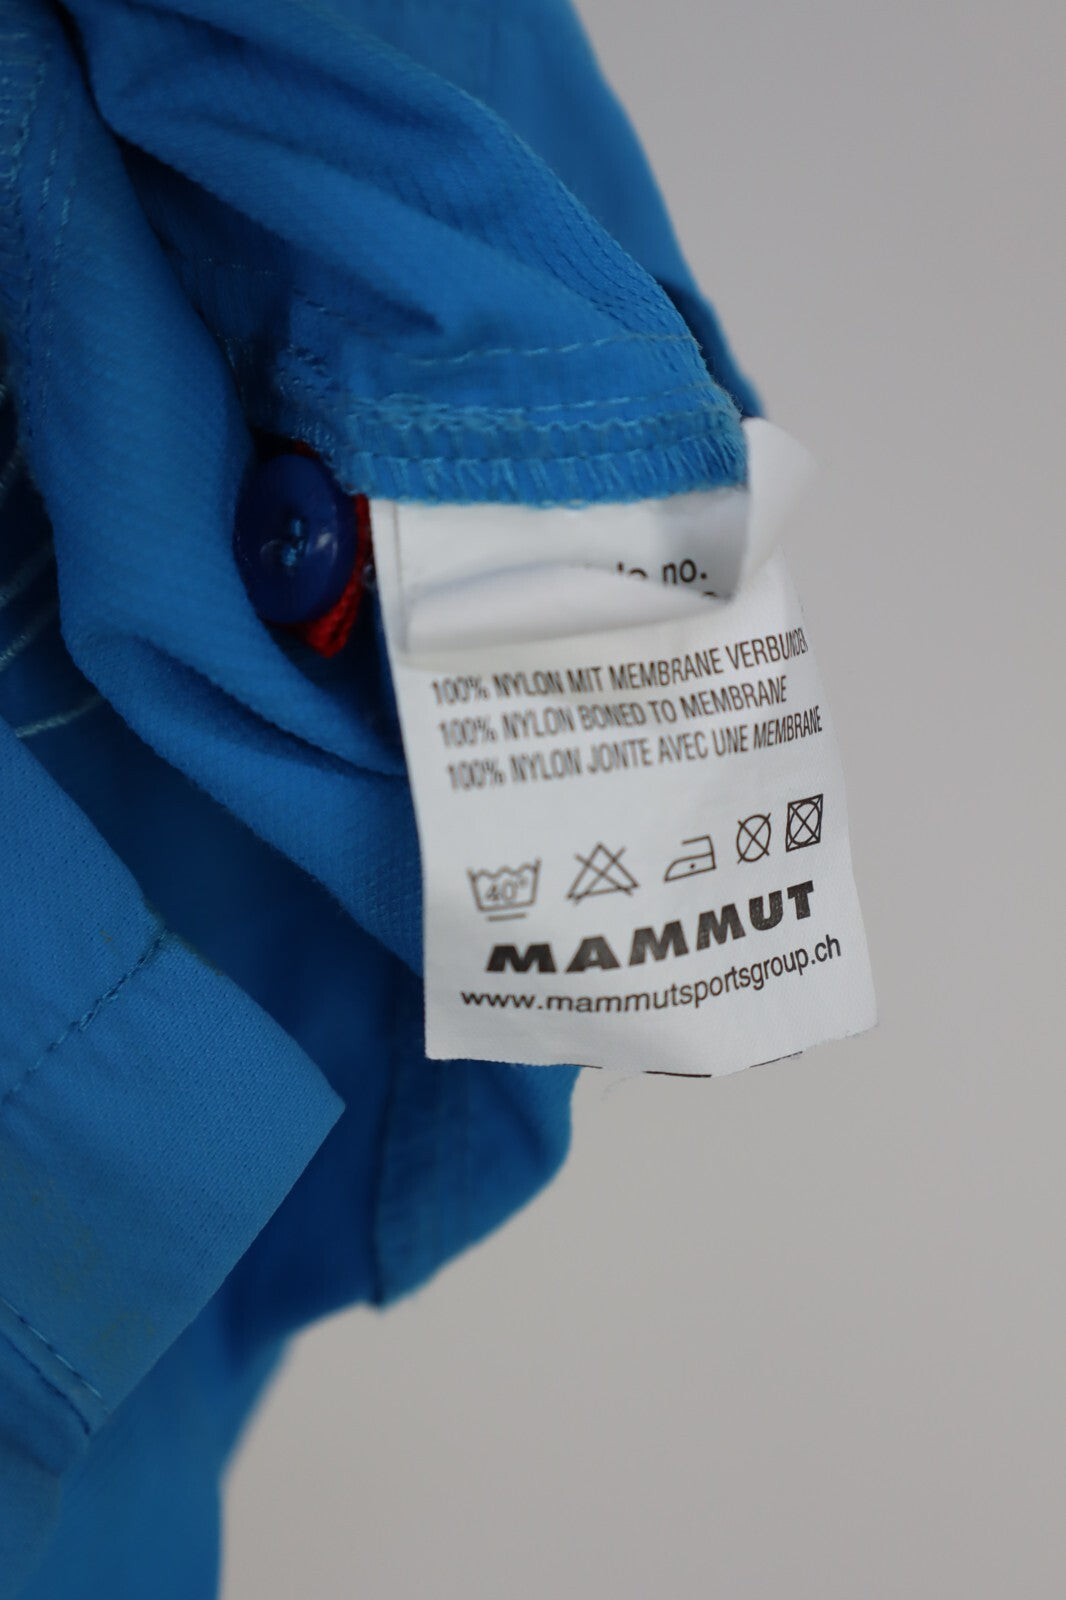 no.
100% NYLON MIT MEMBRANE VERBUNDEN
100% NYLON BONED TO MEMBRANE
100% NYLON JONTE AVEC UNE MEMBRANE
40°
MAMMUT
www.mammutsportsgroup.ch